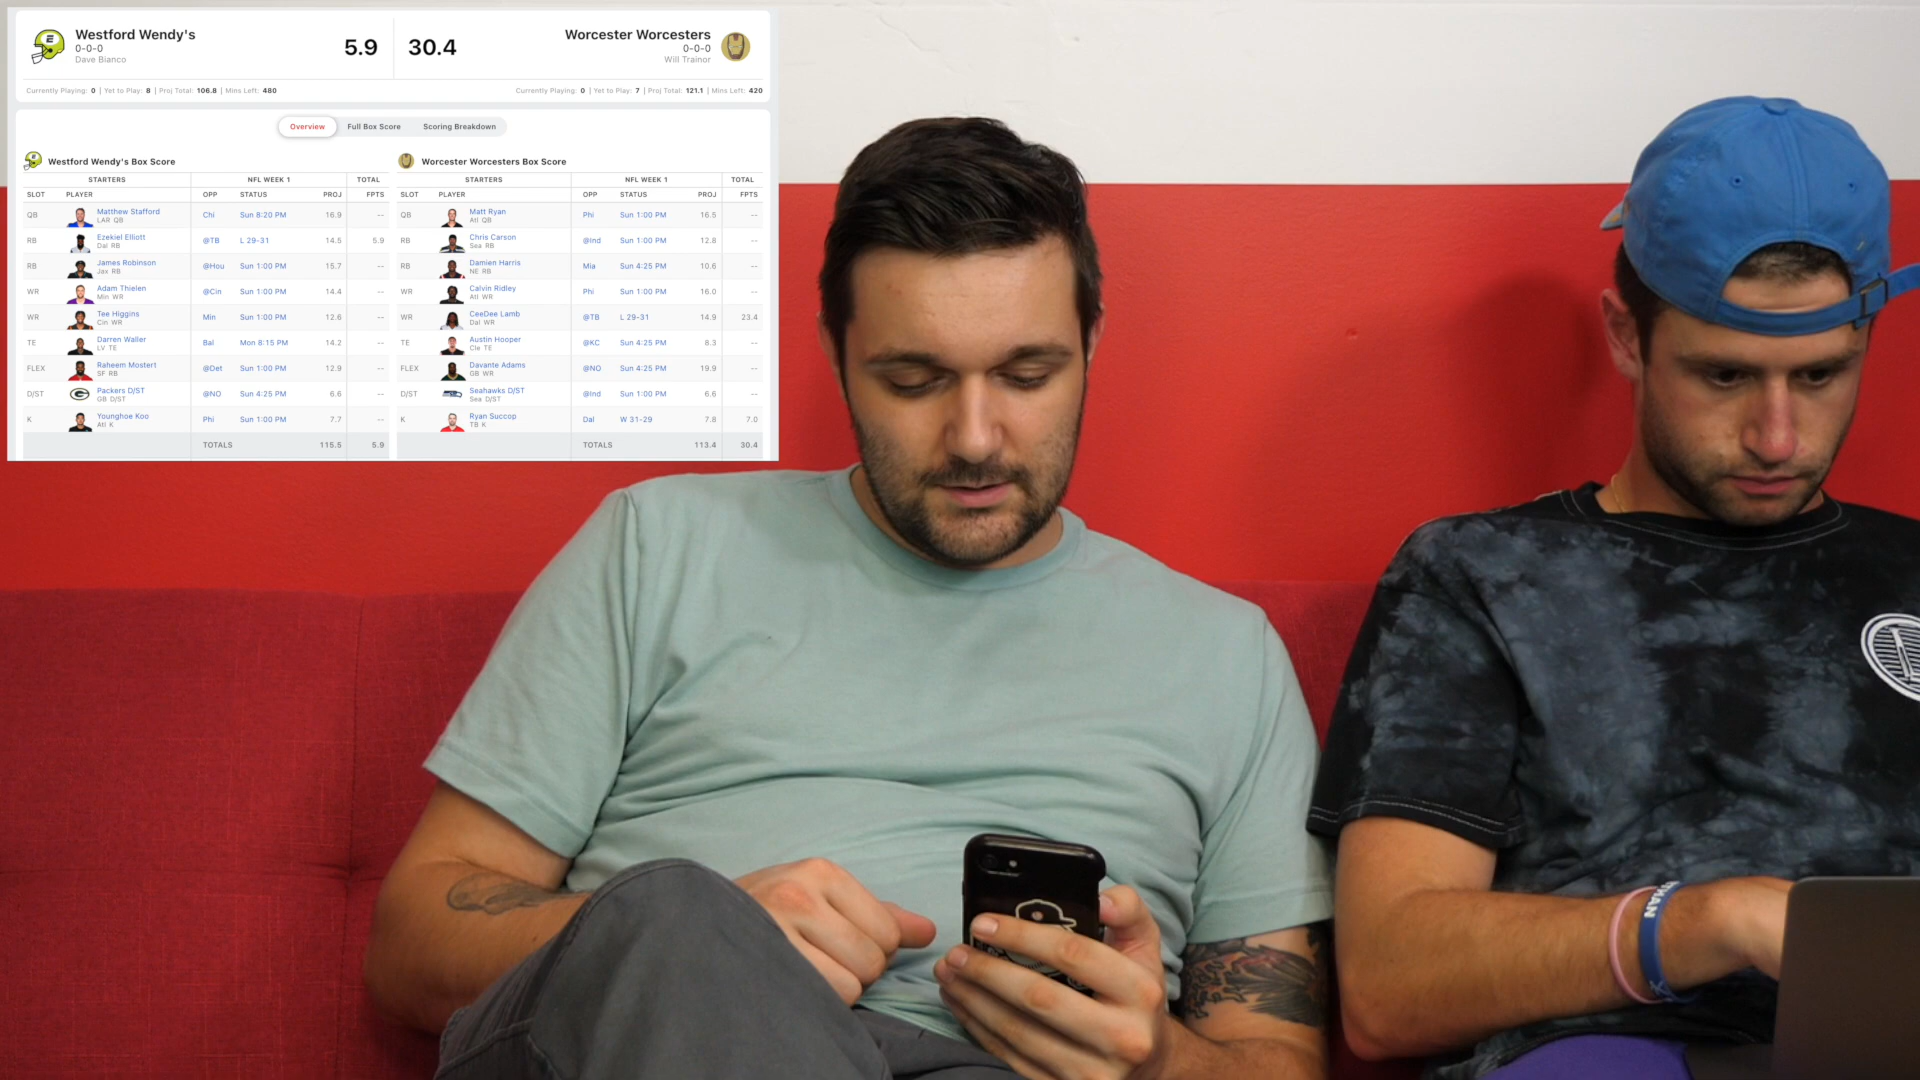 Westford Wendy's
0-0-0
Dave Bianco
5.9
30.4
Worcester Worcesters
0-0-0
Will Trainor
Currently Playing: 0 | Yet to Play: 8 | Proj Total: 106.8 | Mins Left: 480
Currently Playing: 0 | Yet to Play: 7 | Proj Total: 121.1 | Mins Left: 420
Overview Full Box Score Scoring Breakdown
Westford Wendy's Box Score
STARTERS NFL WEEK 1 TOTAL
SLOT PLAYER OPP STATUS PROJ FPTS
QB Matthew Stafford Chi Sun 8:20 PM 16.9 --
LAR QB
RB Ezekiel Elliott @TB L 29-31 14.5 5.9
Dal RB
RB James Robinson @Hou Sun 1:00 PM 15.7 --
Jax RB
WR Adam Thielen @Cin Sun 1:00 PM 14.4 --
Min WR
WR Tee Higgins Min Sun 1:00 PM 12.6 --
Cin WR
TE Darren Waller Bal Mon 8:15 PM 14.2 --
LV TE
FLEX Raheem Mostert @Det Sun 1:00 PM 12.9 --
SF RB
D/ST Packers D/ST @NO Sun 4:25 PM 6.6 --
GB D/ST
K Younghoe Koo Phi Sun 1:00 PM 7.7 --
Atl K
TOTALS 115.5 5.9
Worcester Worcesters Box Score
STARTERS NFL WEEK 1 TOTAL
SLOT PLAYER OPP STATUS PROJ FPTS
QB Matt Ryan Phi Sun 1:00 PM 16.5 --
Atl QB
RB Chris Carson @Ind Sun 1:00 PM 12.8 --
Sea RB
RB Damien Harris Mia Sun 4:25 PM 10.6 --
NE RB
WR Calvin Ridley Phi Sun 1:00 PM 16.0 --
Atl WR
WR CeeDee Lamb @TB L 29-31 14.9 23.4
Dal WR
TE Austin Hooper @KC Sun 4:25 PM 8.3 --
Cle TE
FLEX Davante Adams @NO Sun 4:25 PM 19.9 --
GB WR
D/ST Seahawks D/ST @Ind Sun 1:00 PM 6.6 --
Sea D/ST
K Ryan Succop Dal W 31-29 7.8 7.0
TB K
TOTALS 113.4 30.4